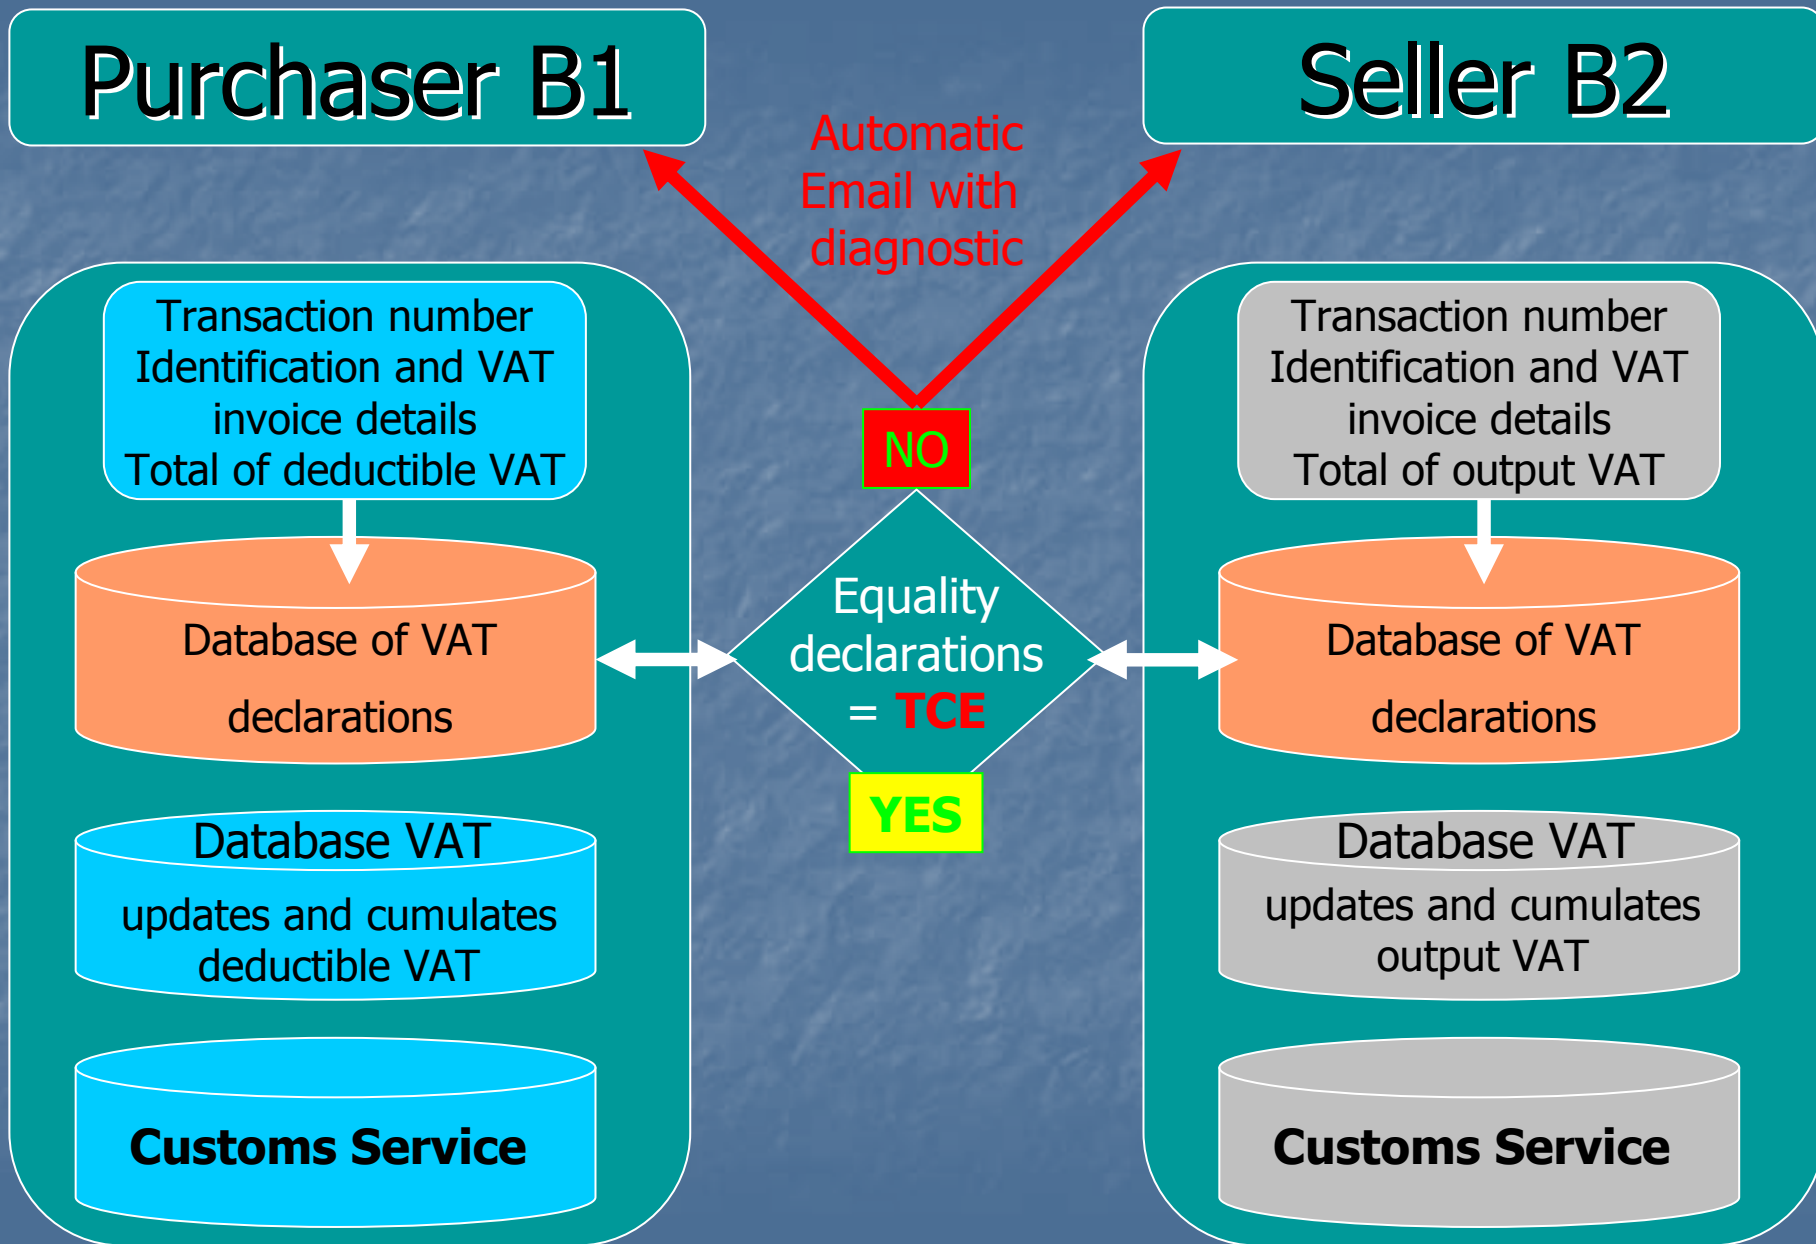 Purchaser B1
Seller B2
Automatic
Email with
diagnostic
Transaction number
Identification and VAT
invoice details
Total of deductible VAT
Database of VAT
declarations
Database VAT
updates and cumulates
deductible VAT
Customs Service
NO
Equality
declarations
= TCE
YES
Transaction number
Identification and VAT
invoice details
Total of output VAT
Database of VAT
declarations
Database VAT
updates and cumulates
output VAT
Customs Service